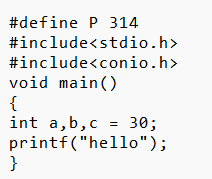 #define P 314
#include<stdio.h>
#include<conio.h>
void main()
{
int a,b,c = 30;
printf("hello");
}